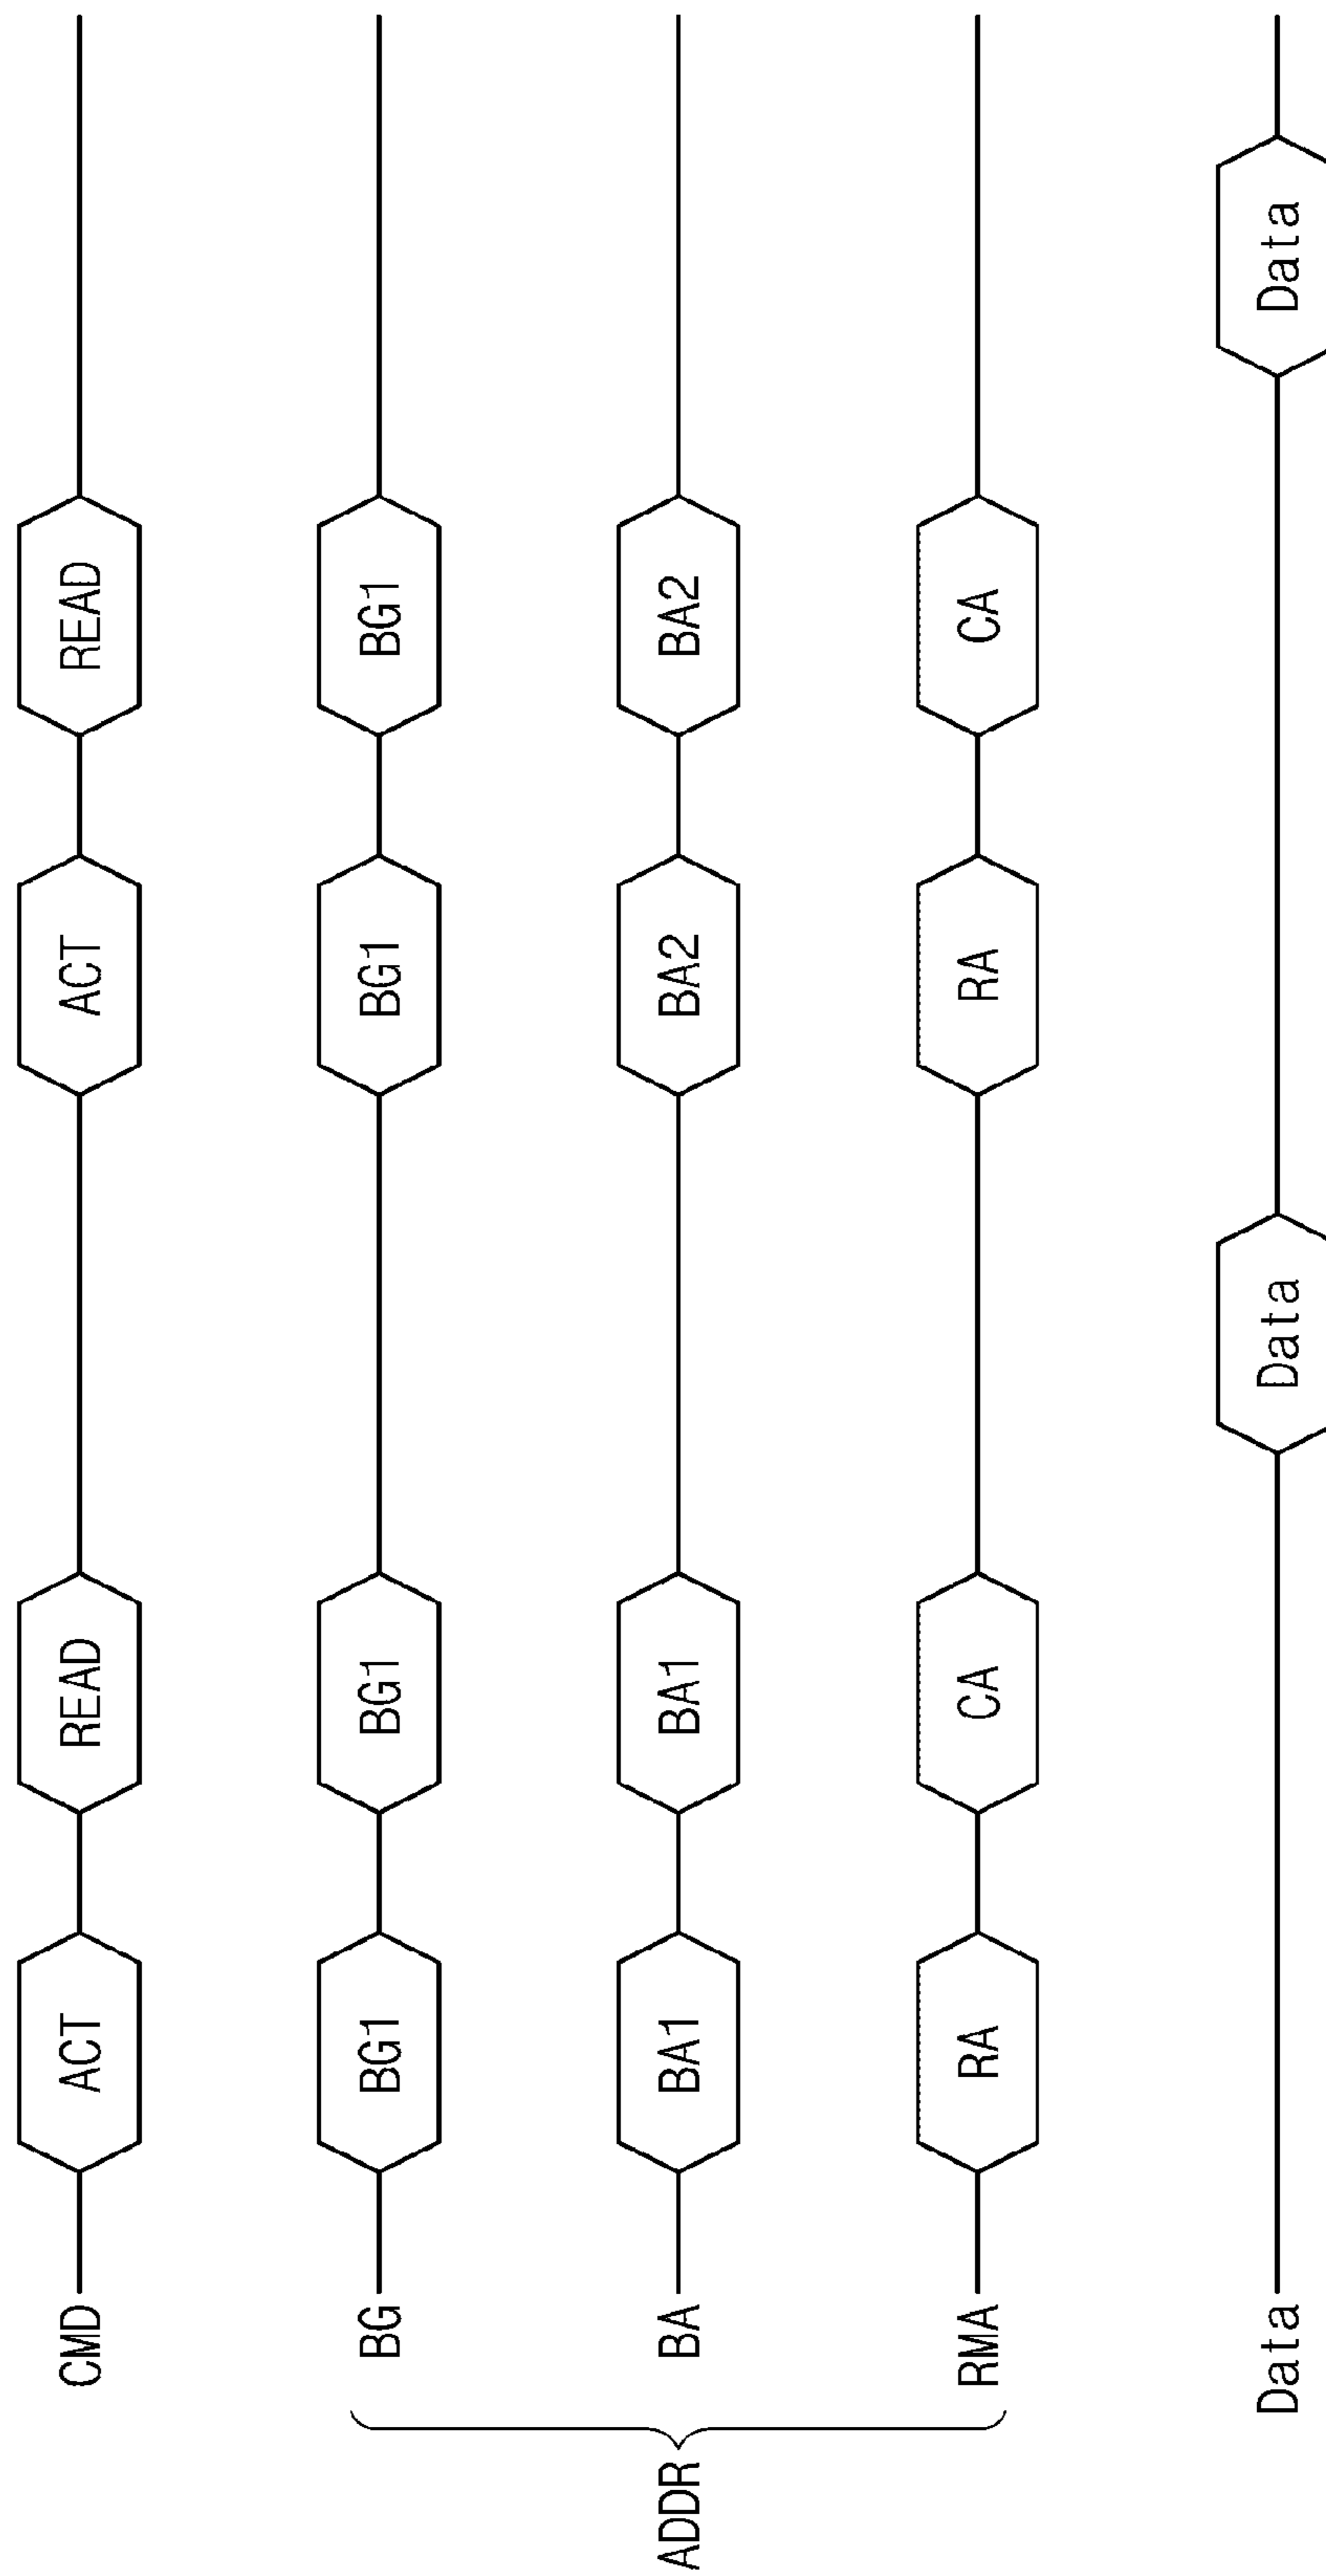 CMD ACT READ ACT READ
BG BG1 BG1 BG1 BG1
ADDR BA BA1 BA1 BA2 BA2
RMA RA CA RA CA
Data Data Data